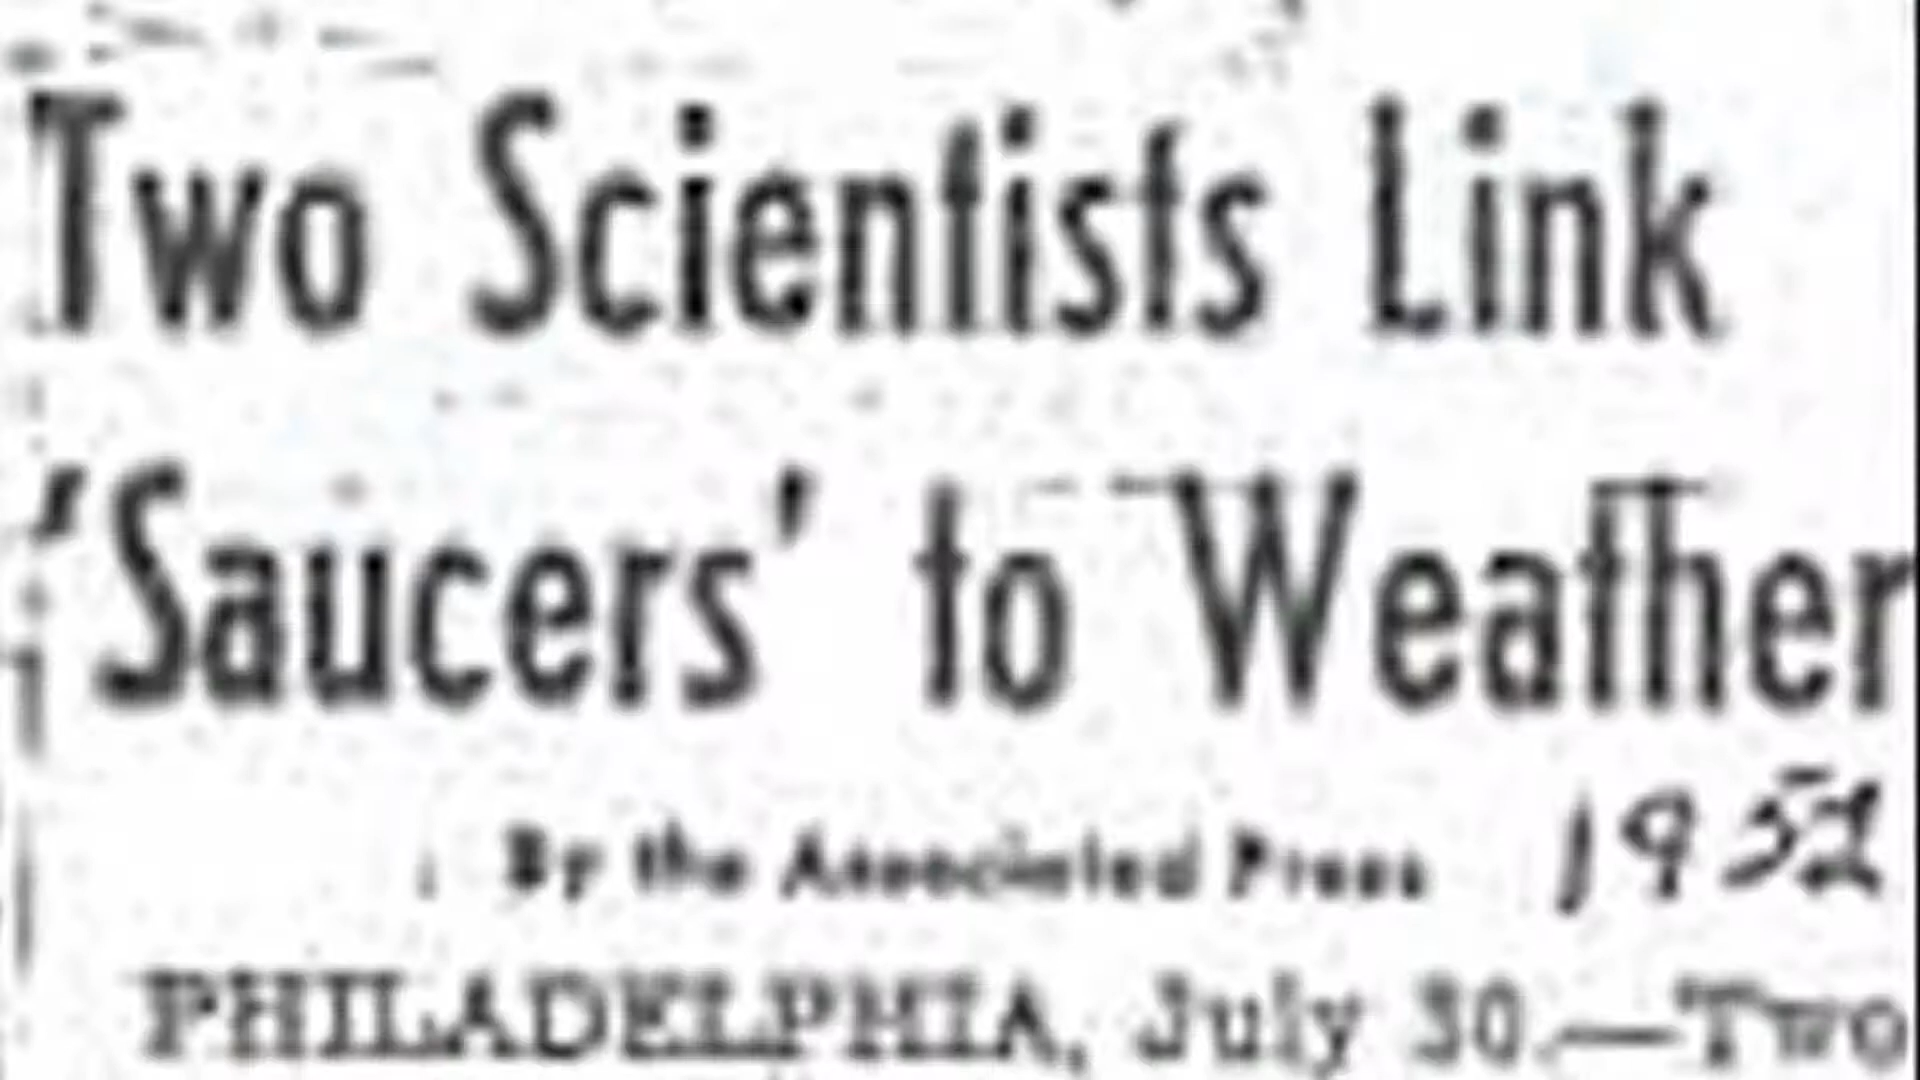 Two Scientists Link
'Saucers' to Weather
By the Associated Press 1952
PHILADELPHIA, July 30.—Two